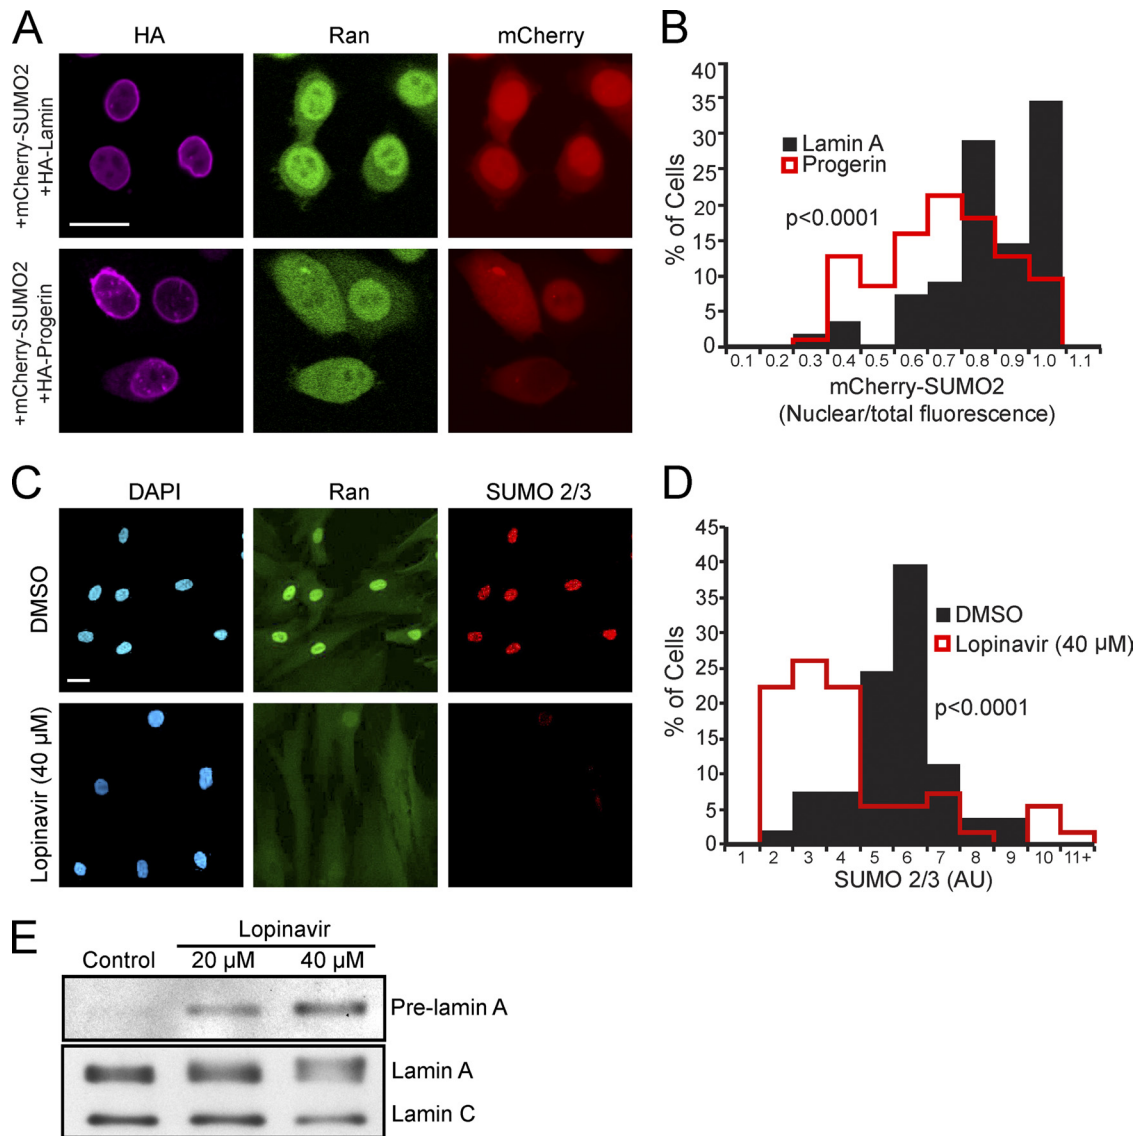 A
HA
Ran
mCherry
+mCherry-SUMO2
+HA-Lamin
+mCherry-SUMO2
+HA-Progerin
B
% of Cells
40
35
30
25
20
15
10
5
0
Lamin A
Progerin
p<0.0001
0.1 0.2 0.3 0.4 0.5 0.6 0.7 0.8 0.9 1.0 1.1
mCherry-SUMO2
(Nuclear/total fluorescence)
C
DAPI
Ran
SUMO 2/3
DMSO
Lopinavir (40 µM)
D
% of Cells
45
40
35
30
25
20
15
10
5
0
DMSO
Lopinavir (40 µM)
p<0.0001
1 2 3 4 5 6 7 8 9 10 11+
SUMO 2/3 (AU)
E
Lopinavir
Control 20 µM 40 µM
Pre-lamin A
Lamin A
Lamin C